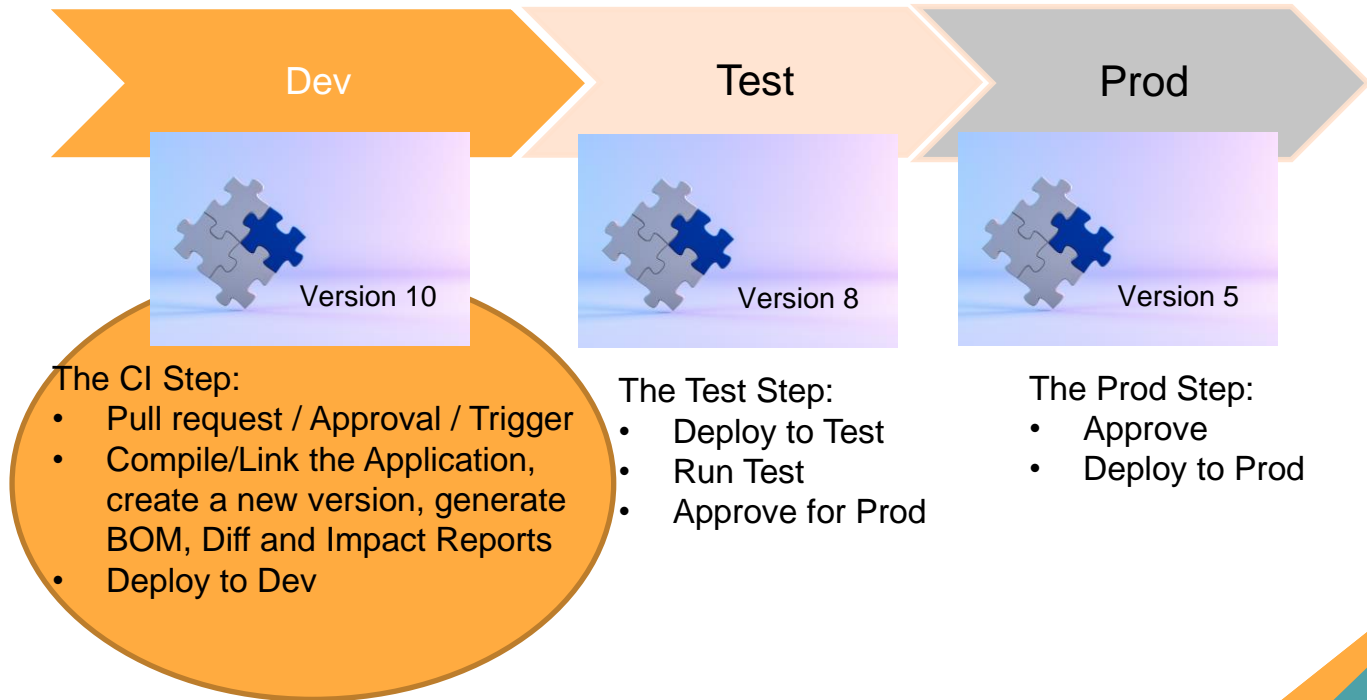 Dev
Test
Prod
Version 10
Version 8
Version 5
The CI Step:
• Pull request / Approval / Trigger
• Compile/Link the Application,
create a new version, generate
BOM, Diff and Impact Reports
• Deploy to Dev
The Test Step:
• Deploy to Test
• Run Test
• Approve for Prod
The Prod Step:
• Approve
• Deploy to Prod